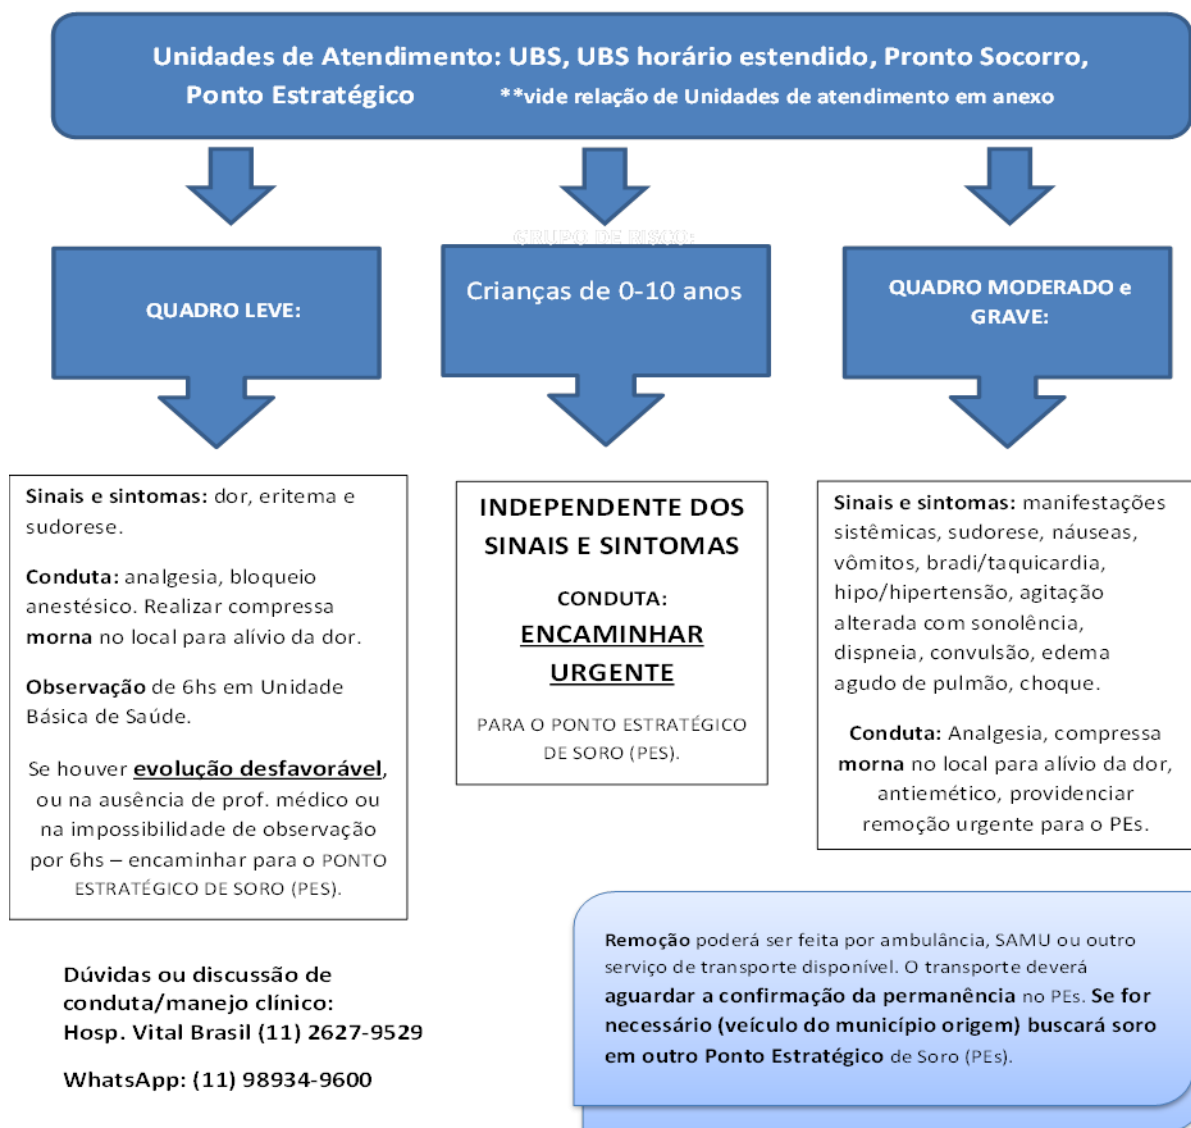 Unidades de Atendimento: UBS, UBS horário estendido, Pronto Socorro,
Ponto Estratégico **vide relação de Unidades de atendimento em anexo
QUADRO LEVE:
GRUPO DE RISCO:
Crianças de 0-10 anos
QUADRO MODERADO e
GRAVE:
Sinais e sintomas: dor, eritema e
sudorese.
Conduta: analgesia, bloqueio
anestésico. Realizar compressa
morna no local para alívio da dor.
Observação de 6hs em Unidade
Básica de Saúde.
Se houver evolução desfavorável,
ou na ausência de prof. médico ou
na impossibilidade de observação
por 6hs – encaminhar para o PONTO
ESTRATÉGICO DE SORO (PES).
INDEPENDENTE DOS
SINAIS E SINTOMAS
CONDUTA:
ENCAMINHAR
URGENTE
PARA O PONTO ESTRATÉGICO
DE SORO (PES).
Sinais e sintomas: manifestações
sistêmicas, sudorese, náuseas,
vômitos, bradi/taquicardia,
hipo/hipertensão, agitação
alterada com sonolência,
dispneia, convulsão, edema
agudo de pulmão, choque.
Conduta: Analgesia, compressa
morna no local para alívio da dor,
antiemético, providenciar
remoção urgente para o PEs.
Dúvidas ou discussão de
conduta/manejo clínico:
Hosp. Vital Brasil (11) 2627-9529
WhatsApp: (11) 98934-9600
Remoção poderá ser feita por ambulância, SAMU ou outro
serviço de transporte disponível. O transporte deverá
aguardar a confirmação da permanência no PEs. Se for
necessário (veículo do município origem) buscará soro
em outro Ponto Estratégico de Soro (PEs).